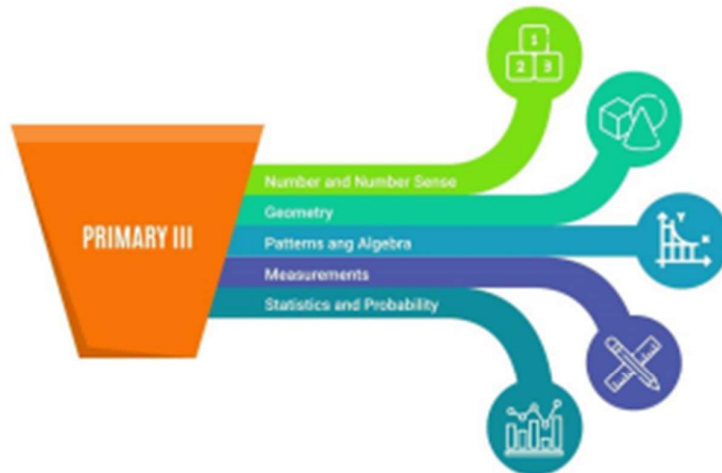 1
2 3
Number and Number Sense
Geometry
PRIMARY III
Patterns ang Algebra
Measurements
Statistics and Probability
Y
X